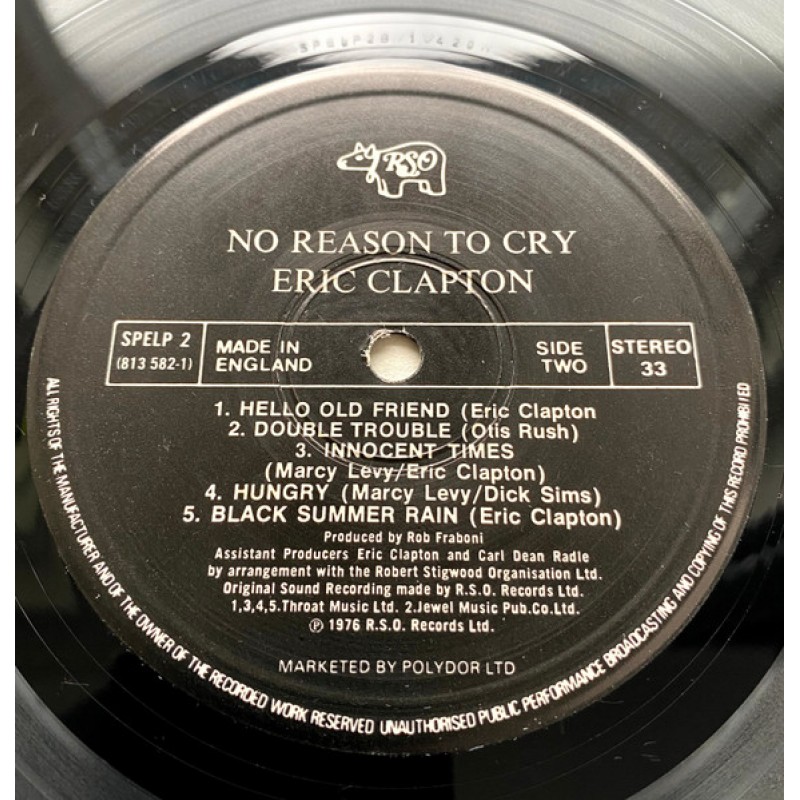 RSO
NO REASON TO CRY
ERIC CLAPTON
SPELP 2
(813 582-1)
MADE IN
ENGLAND
SIDE
TWO
STEREO
33
1. HELLO OLD FRIEND (Eric Clapton
2. DOUBLE TROUBLE (Otis Rush)
3. INNOCENT TIMES
(Marcy Levy/Eric Clapton)
4. HUNGRY (Marcy Levy/Dick Sims)
5. BLACK SUMMER RAIN (Eric Clapton)
Produced by Rob Fraboni
Assistant Producers Eric Clapton and Carl Dean Radle
by arrangement with the Robert Stigwood Organisation Ltd.
Original Sound Recording made by R.S.O. Records Ltd.
1,3,4,5.Throat Music Ltd. 2.Jewel Music Pub.Co.Ltd.
℗ 1976 R.S.O. Records Ltd.
MARKETED BY POLYDOR LTD
ALL RIGHTS OF THE MANUFACTURER AND OF THE OWNER OF THE RECORDED WORK RESERVED UNAUTHORISED PUBLIC PERFORMANCE BROADCASTING AND COPYING OF THIS RECORD PROHIBITED